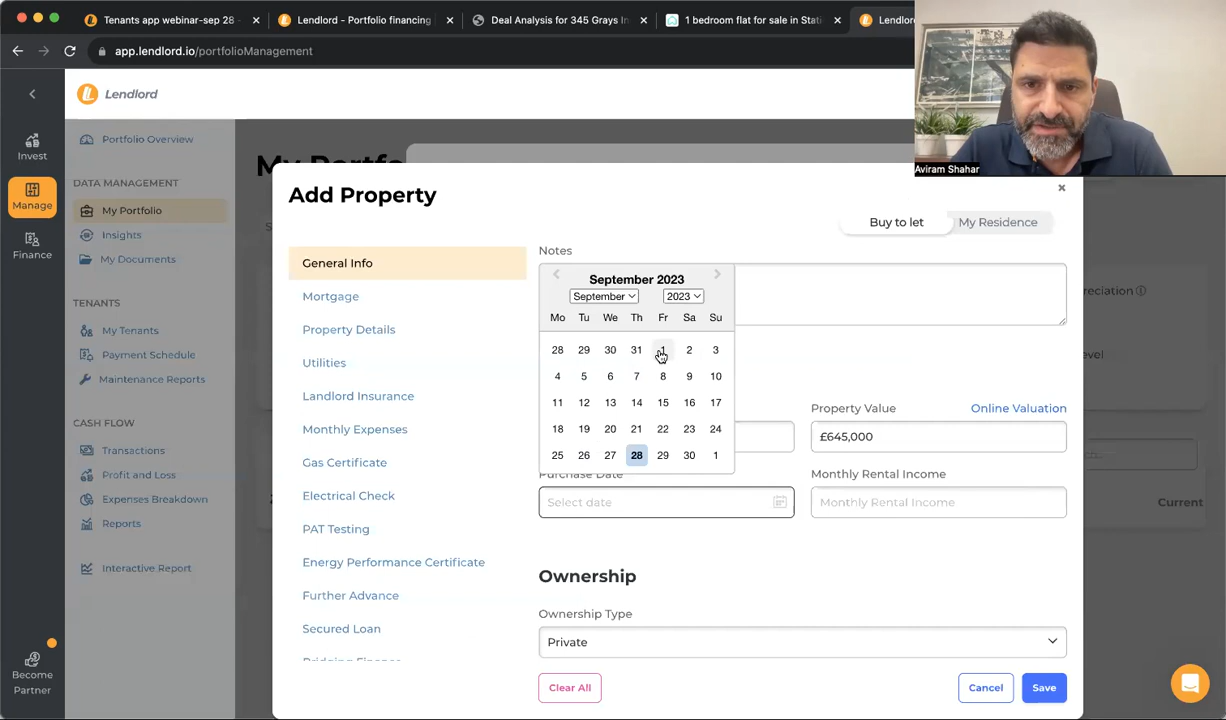 Tenants app webinar-sep 28 -
Lendlord - Portfolio financing
Deal Analysis for 345 Grays In
1 bedroom flat for sale in Stati
Lendlord
app.lendlord.io/portfolioManagement
Aviram Shahar
Lendlord
Invest
Manage
Finance
Become
Partner
Portfolio Overview
DATA MANAGEMENT
My Portfolio
Insights
My Documents
TENANTS
My Tenants
Payment Schedule
Maintenance Reports
CASH FLOW
Transactions
Profit and Loss
Expenses Breakdown
Reports
Interactive Report
My Portfo
Add Property
×
Buy to let
My Residence
General Info
Mortgage
Property Details
Utilities
Landlord Insurance
Monthly Expenses
Gas Certificate
Electrical Check
PAT Testing
Energy Performance Certificate
Further Advance
Secured Loan
Bridging Finance
Notes
September 2023
September 2023
Mo Tu We Th Fr Sa Su
28 29 30 31 1 2 3
4 5 6 7 8 9 10
11 12 13 14 15 16 17
18 19 20 21 22 23 24
25 26 27 28 29 30 1
Property Value Online Valuation
£645,000
Purchase Date
Select date
Monthly Rental Income
Monthly Rental Income
Ownership
Ownership Type
Private
Clear All
Cancel
Save
reciation
evel
Current